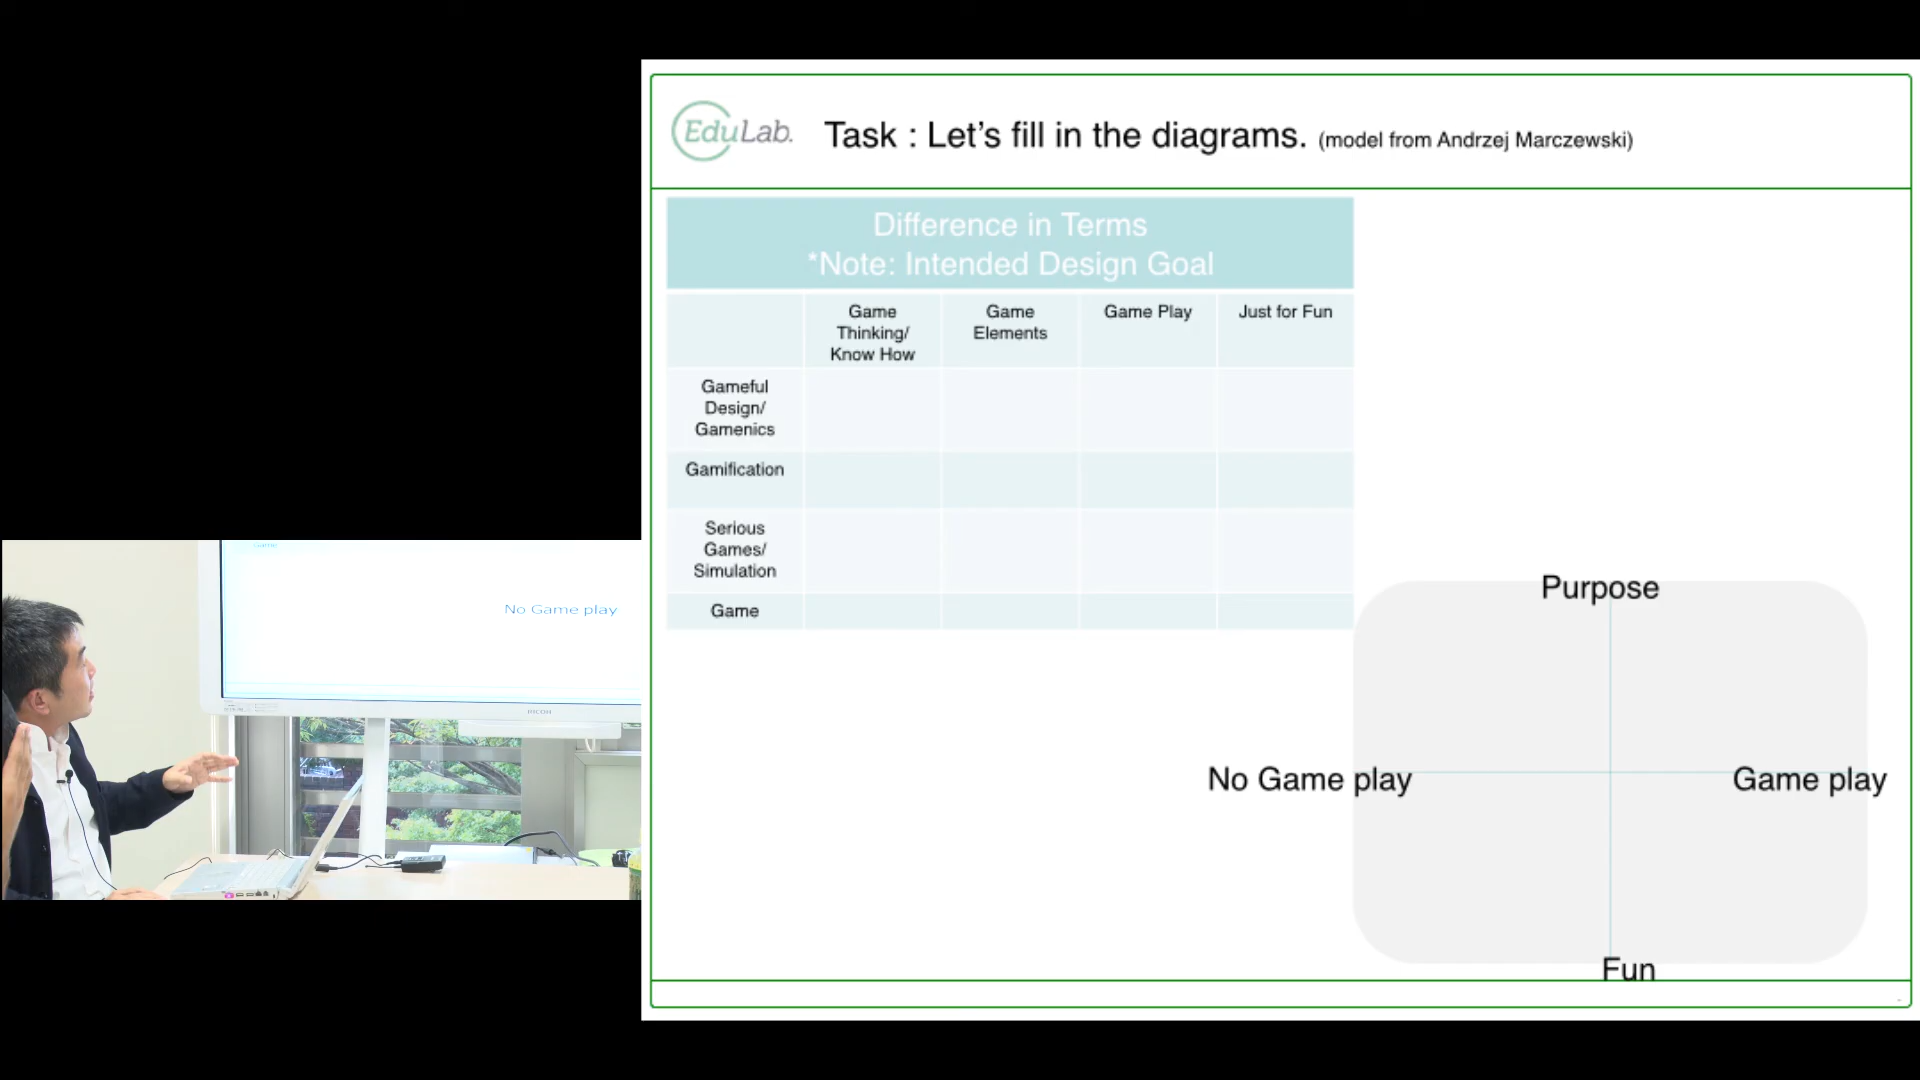 EduLab.
Task : Let's fill in the diagrams. (model from Andrzej Marczewski)
Difference in Terms
*Note: Intended Design Goal
Game
Thinking/
Know How
Game
Elements
Game Play
Just for Fun
Gameful
Design/
Gamenics
Gamification
Serious
Games/
Simulation
Game
Purpose
No Game play
Game play
Fun
No Game play
RICOH